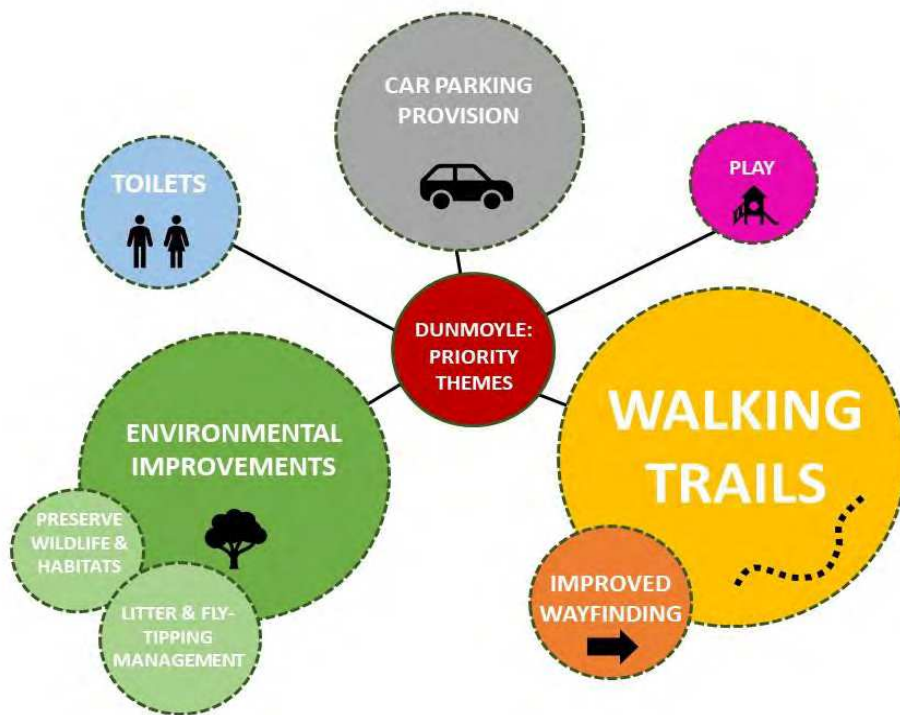 CAR PARKING
PROVISION
TOILETS
PLAY
DUNMOYLE:
PRIORITY
THEMES
ENVIRONMENTAL
IMPROVEMENTS
PRESERVE
WILDLIFE &
HABITATS
LITTER & FLY-
TIPPING
MANAGEMENT
WALKING
TRAILS
IMPROVED
WAYFINDING